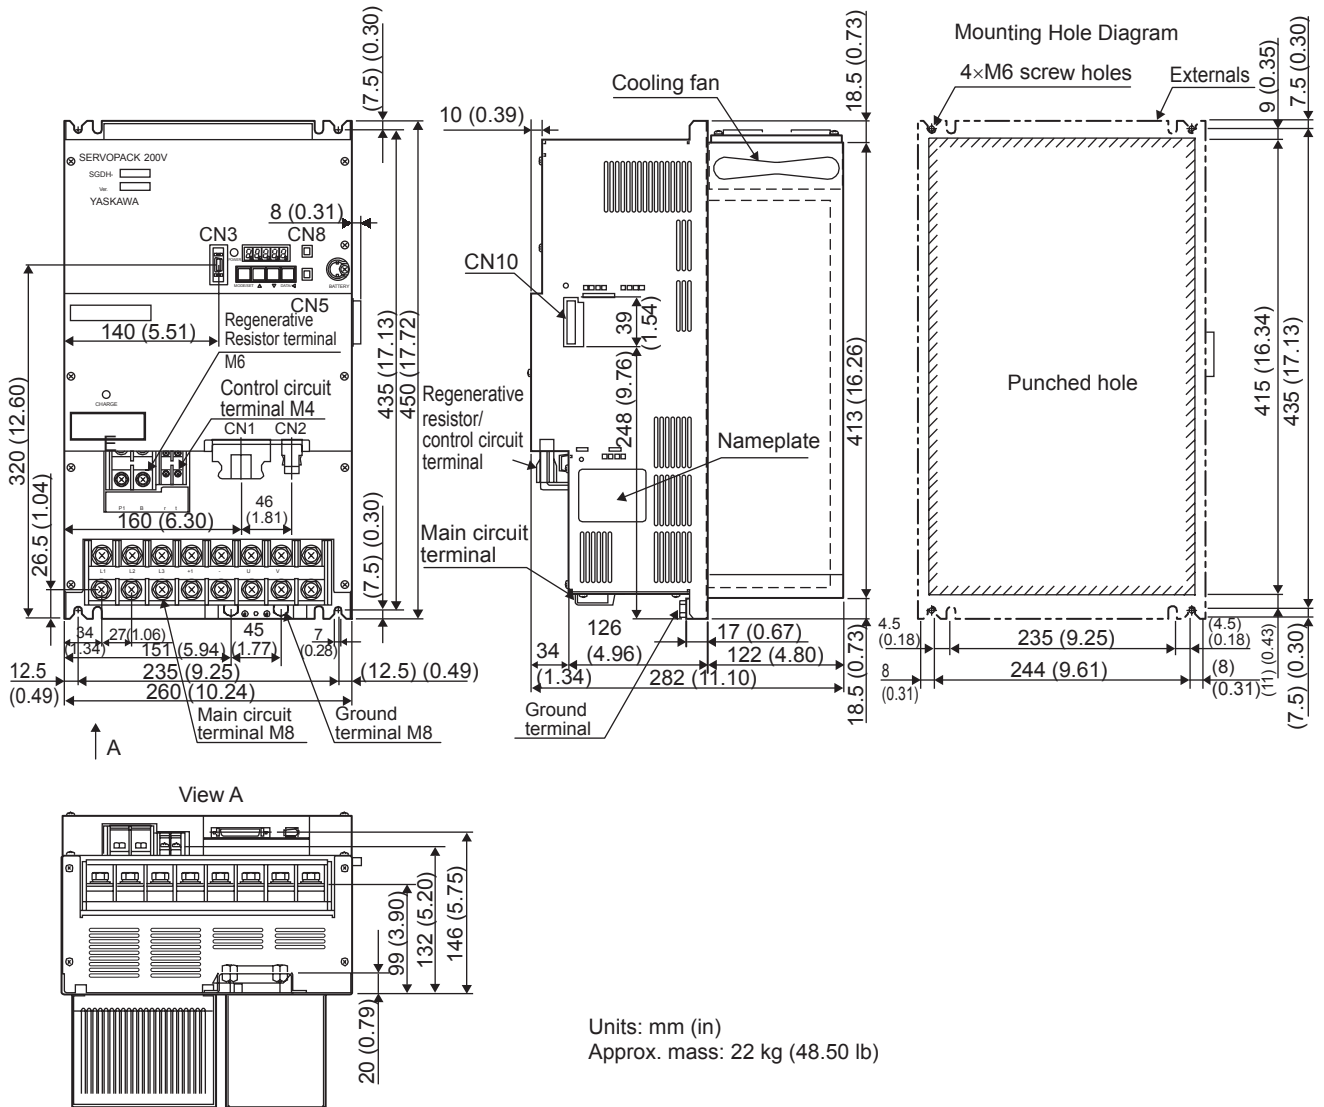 (7.5) (0.30)
10 (0.39)
Cooling fan
18.5 (0.73)
Mounting Hole Diagram
4×M6 screw holes
Externals
9 (0.35)
7.5 (0.30)
SERVOPACK 200V
SGDH-
Ver.
YASKAWA
8 (0.31)
CN3
CN8
POWER
MODE/SET
DATA/
BATTERY
CN5
140 (5.51)
Regenerative
Resistor terminal
M6
Control circuit
terminal M4
CHARGE
CN1
CN2
320 (12.60)
26.5 (1.04)
435 (17.13)
450 (17.72)
(7.5) (0.30)
P1
B
r
t
160 (6.30)
46
(1.81)
L1
L2
L3
+1
-
U
V
34
(1.34)
27(1.06)
45
(1.77)
7
(0.28)
151 (5.94)
12.5
(0.49)
235 (9.25)
(12.5) (0.49)
260 (10.24)
Main circuit
terminal M8
Ground
terminal M8
A
CN10
39
(1.54)
248 (9.76)
413 (16.26)
Regenerative
resistor/
control circuit
terminal
Nameplate
Main circuit
terminal
126
(4.96)
17 (0.67)
34
(1.34)
122 (4.80)
282 (11.10)
18.5 (0.73)
Ground
terminal
Punched hole
415 (16.34)
435 (17.13)
4.5
(0.18)
235 (9.25)
(4.5)
(0.18)
8
(0.31)
244 (9.61)
(8)
(0.31)
(11) (0.43)
(7.5) (0.30)
View A
99 (3.90)
132 (5.20)
146 (5.75)
20 (0.79)
Units: mm (in)
Approx. mass: 22 kg (48.50 lb)